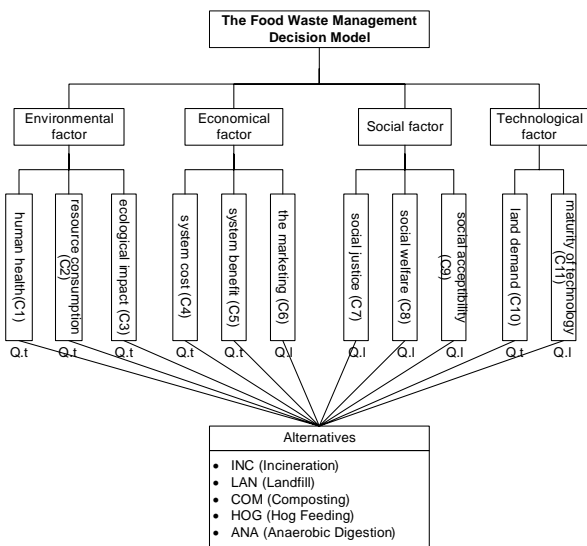 The Food Waste Management
Decision Model
Environmental
factor
Economical
factor
Social factor
Technological
factor
human health(C1)
resource consumption
(C2)
ecological impact (C3)
system cost (C4)
system benefit (C5)
the marketing (C6)
social justice (C7)
social welfare (C8)
social acceptibility
(C9)
land demand (C10)
maturity of technology
(C11)
Q.t Q.t Q.t Q.t Q.t Q.l Q.l Q.l Q.l Q.t Q.l
Alternatives
• INC (Incineration)
• LAN (Landfill)
• COM (Composting)
• HOG (Hog Feeding)
• ANA (Anaerobic Digestion)